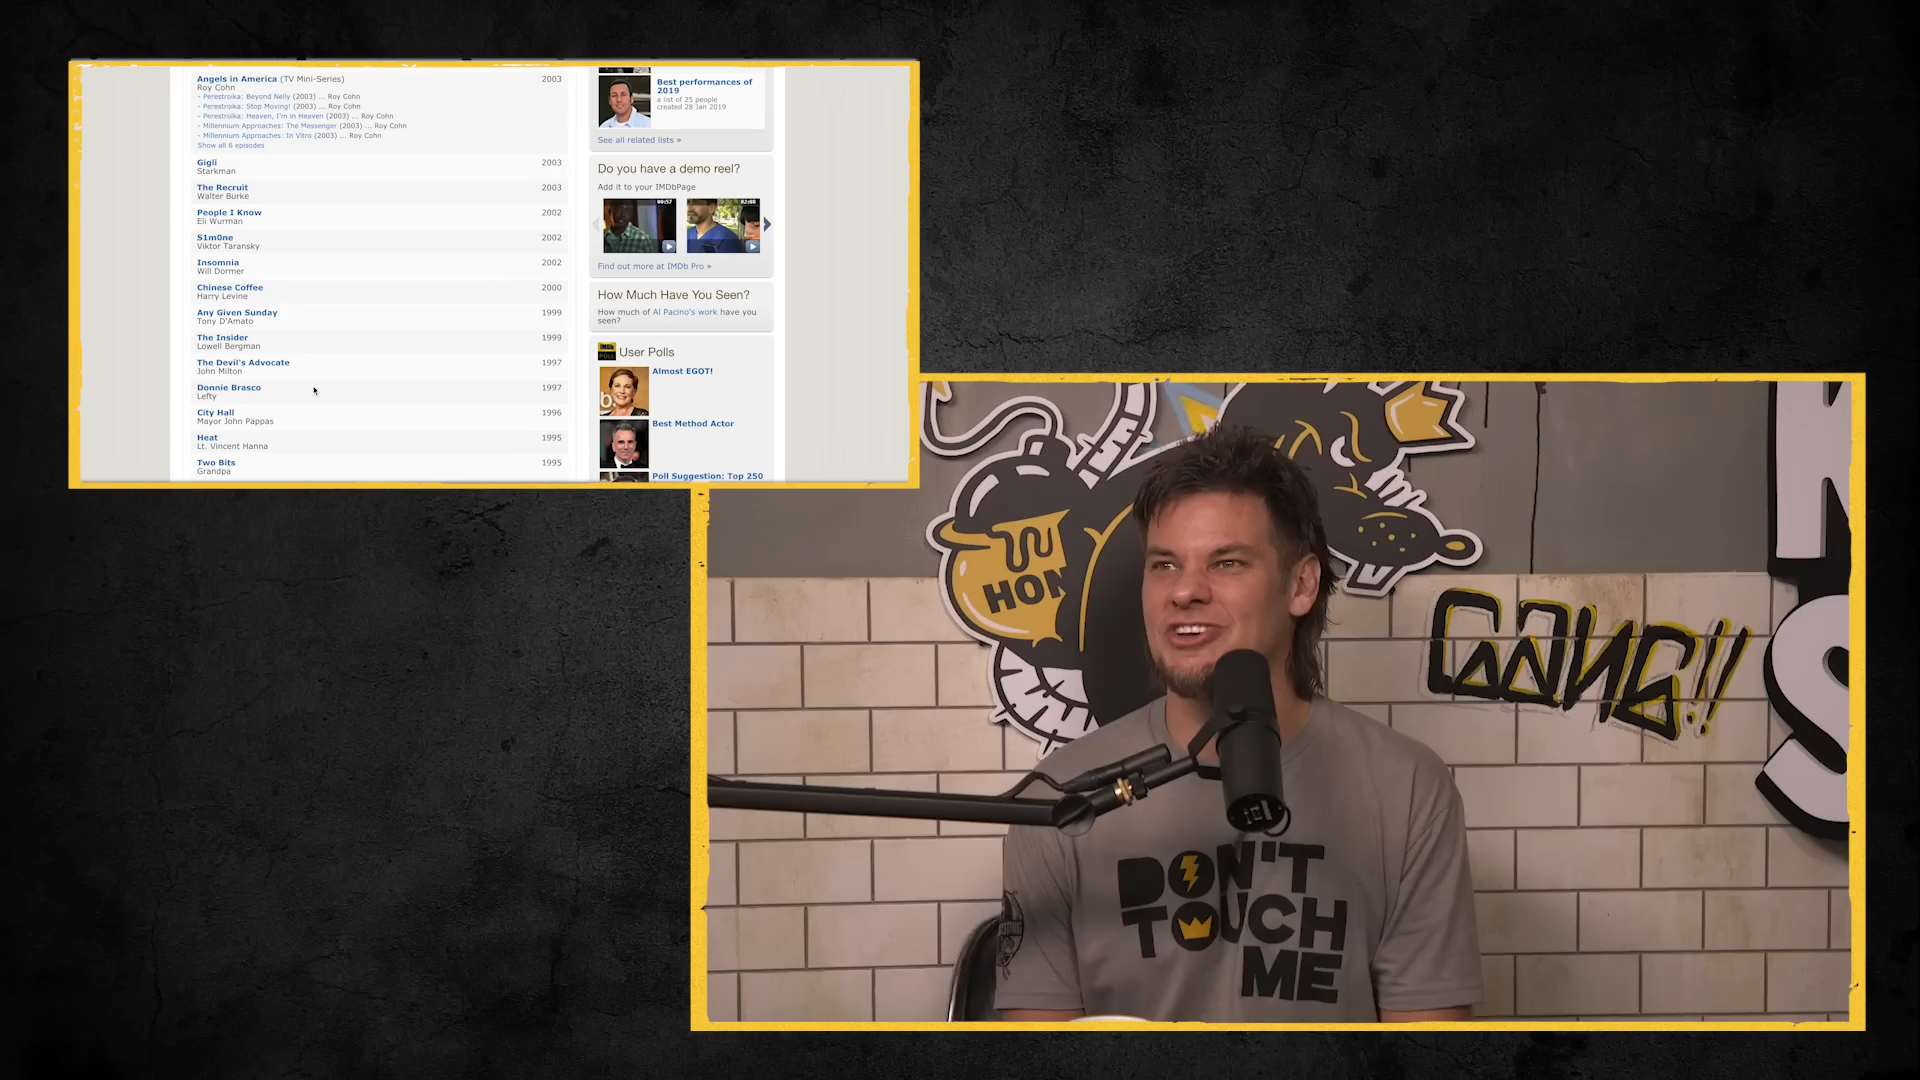 Angels in America (TV Mini-Series) 2003
Roy Cohn
- Perestroika: Beyond Nelly (2003) ... Roy Cohn
- Perestroika: Stop Moving! (2003) ... Roy Cohn
- Perestroika: Heaven, I'm in Heaven (2003) ... Roy Cohn
- Millennium Approaches: The Messenger (2003) ... Roy Cohn
- Millennium Approaches: In Vitro (2003) ... Roy Cohn
Show all 6 episodes
Gigli 2003
Starkman
The Recruit 2003
Walter Burke
People I Know 2002
Eli Wurman
S1m0ne 2002
Viktor Taransky
Insomnia 2002
Will Dormer
Chinese Coffee 2000
Harry Levine
Any Given Sunday 1999
Tony D'Amato
The Insider 1999
Lowell Bergman
The Devil's Advocate 1997
John Milton
Donnie Brasco 1997
Lefty
City Hall 1996
Mayor John Pappas
Heat 1995
Lt. Vincent Hanna
Two Bits 1995
Grandpa
Best performances of
2019
a list of 25 people
created 28 Jan 2019
See all related lists »
Do you have a demo reel?
Add it to your IMDbPage
00:57
02:08
Find out more at IMDb Pro »
How Much Have You Seen?
How much of Al Pacino's work have you
seen?
IMDb
POLL
User Polls
Almost EGOT!
Best Method Actor
Poll Suggestion: Top 250
HON
GANG!!
S
DON'T
TOUCH
ME